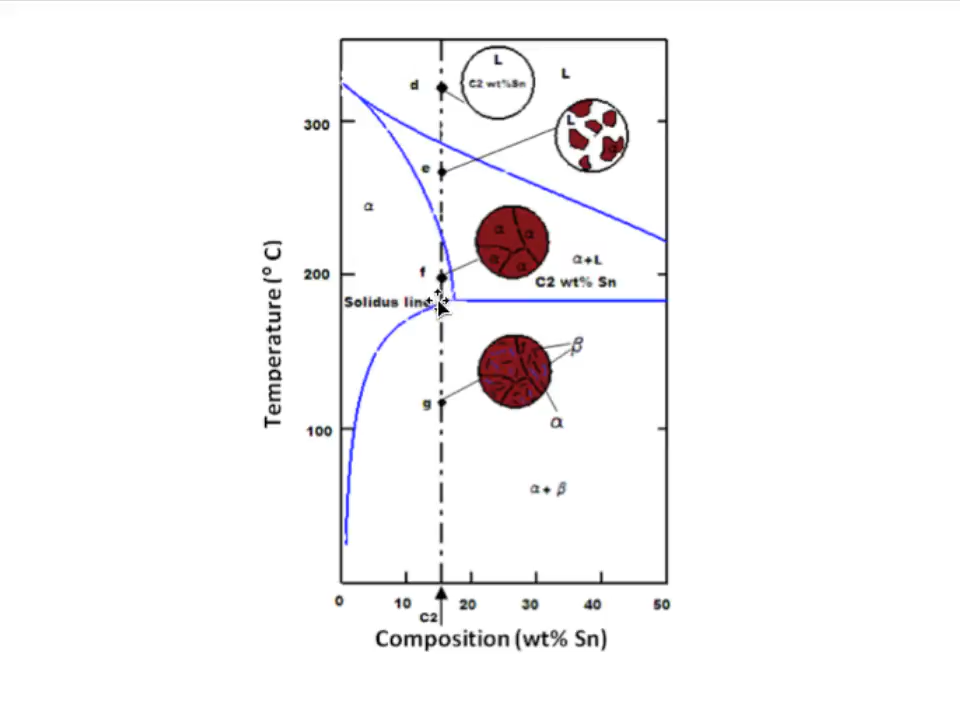 d
L
C2 wt%Sn
L
L
300
α
e
α
α
α
α
α
f
α+L
200
C2 wt% Sn
Solidus line
β
g
α
100
α+ β
0
10
20
30
40
50
C2
Composition (wt% Sn)
Temperature (° C)